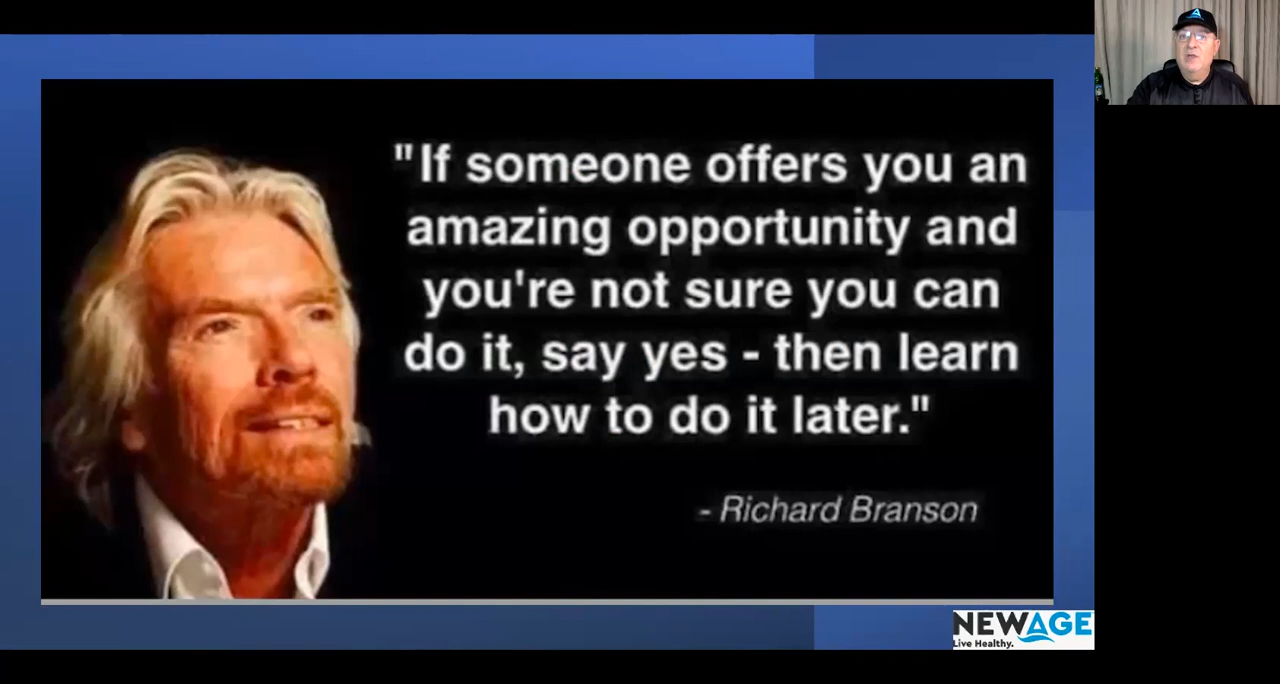 "If someone offers you an
amazing opportunity and
you're not sure you can
do it, say yes - then learn
how to do it later."
- Richard Branson
NEWAGE
Live Healthy.